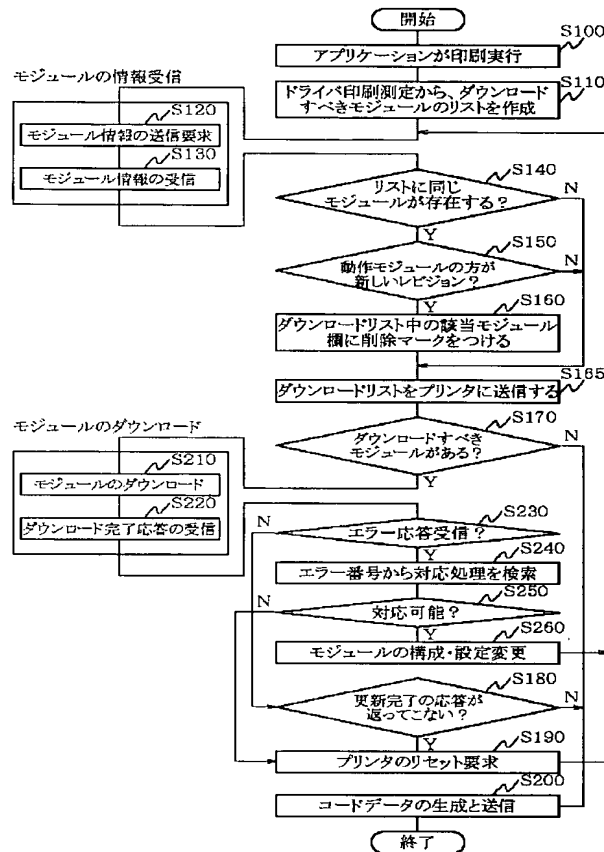 開始
S100
アプリケーションが印刷実行
S110
ドライバ印刷測定から、ダウンロード
すべきモジュールのリストを作成
モジュールの情報受信
S120
モジュール情報の送信要求
S130
モジュール情報の受信
S140
リストに同じ
モジュールが存在する?
N
Y
S150
動作モジュールの方が
新しいレビジョン?
N
Y
S160
ダウンロードリスト中の該当モジュール
欄に削除マークをつける
S165
ダウンロードリストをプリンタに送信する
S170
ダウンロードすべき
モジュールがある?
N
Y
モジュールのダウンロード
S210
モジュールのダウンロード
S220
ダウンロード完了応答の受信
S230
エラー応答受信?
N
Y
S240
エラー番号から対応処理を検索
S250
対応可能?
N
Y
S260
モジュールの構成・設定変更
S180
更新完了の応答が
返ってこない?
N
Y
S190
プリンタのリセット要求
S200
コードデータの生成と送信
終了